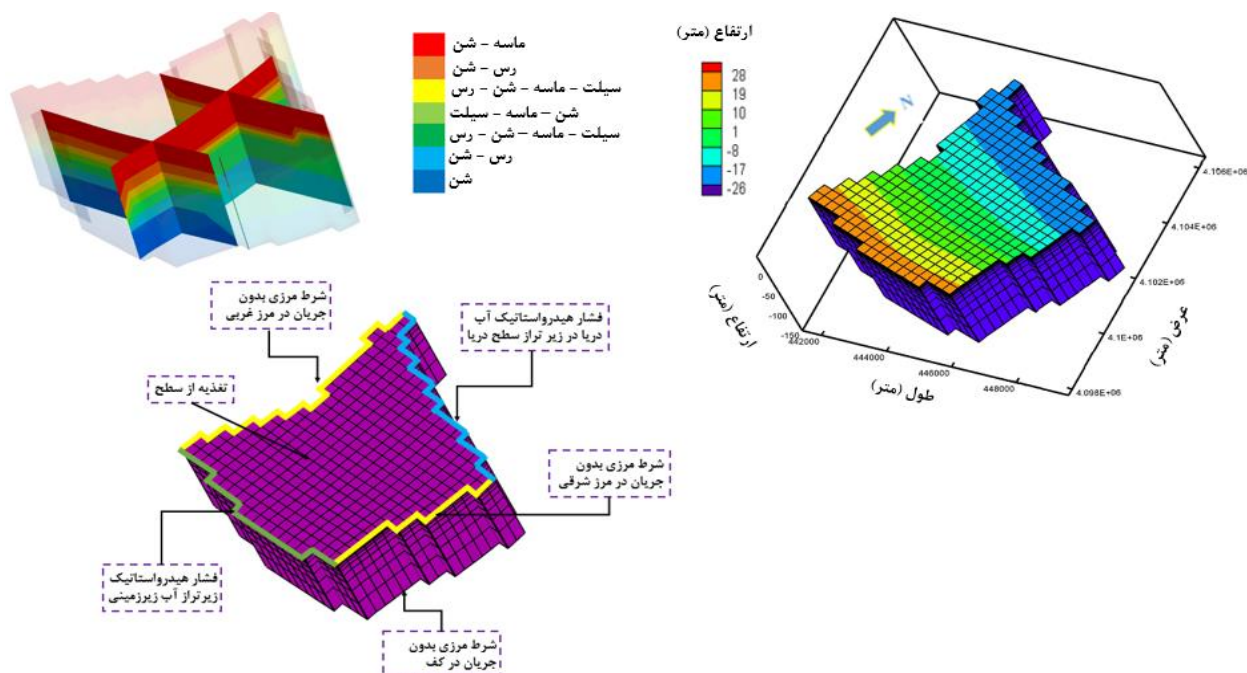 ماسه - شن
رس - شن
سیلت - ماسه - شن - رس
شن - ماسه - سیلت
سیلت - ماسه - شن - رس
رس - شن
شن
ارتفاع (متر)
28
19
10
1
-8
-17
-26
N
0
-50
-100
-150
ارتفاع (متر)
442000
444000
446000
448000
طول (متر)
4.098E+06
4.1E+06
4.102E+06
4.104E+06
4.106E+06
عرض (متر)
شرط مرزی بدون
جریان در مرز غربی
فشار هیدرواستاتیک آب
دریا در زیر تراز سطح دریا
تغذیه از سطح
شرط مرزی بدون
جریان در مرز شرقی
فشار هیدرواستاتیک
زیرتراز آب زیرزمینی
شرط مرزی بدون
جریان در کف